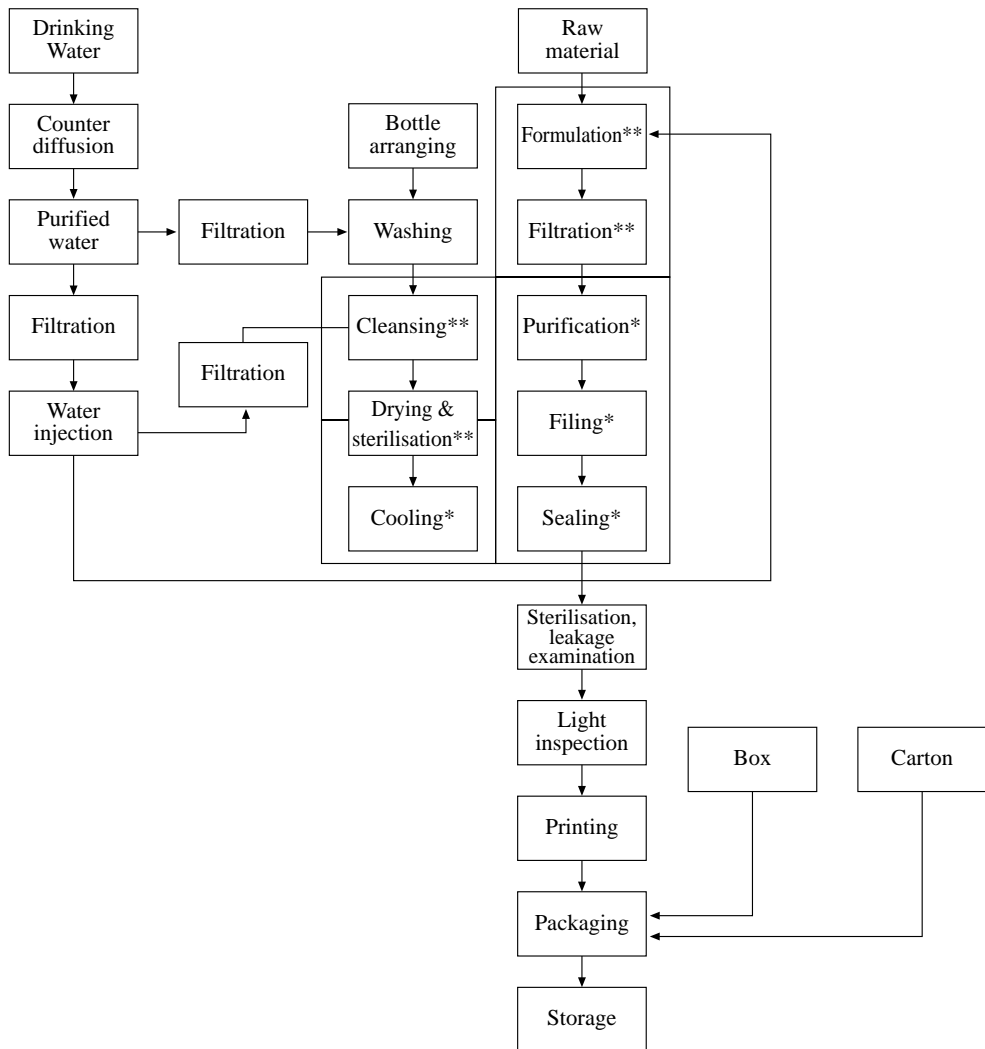 Drinking
Water
Raw
material
Counter
diffusion
Bottle
arranging
Formulation**
Purified
water
Filtration
Washing
Filtration**
Filtration
Cleansing**
Purification*
Filtration
Water
injection
Drying &
sterilisation**
Filing*
Cooling*
Sealing*
Sterilisation,
leakage
examination
Light
inspection
Box
Carton
Printing
Packaging
Storage